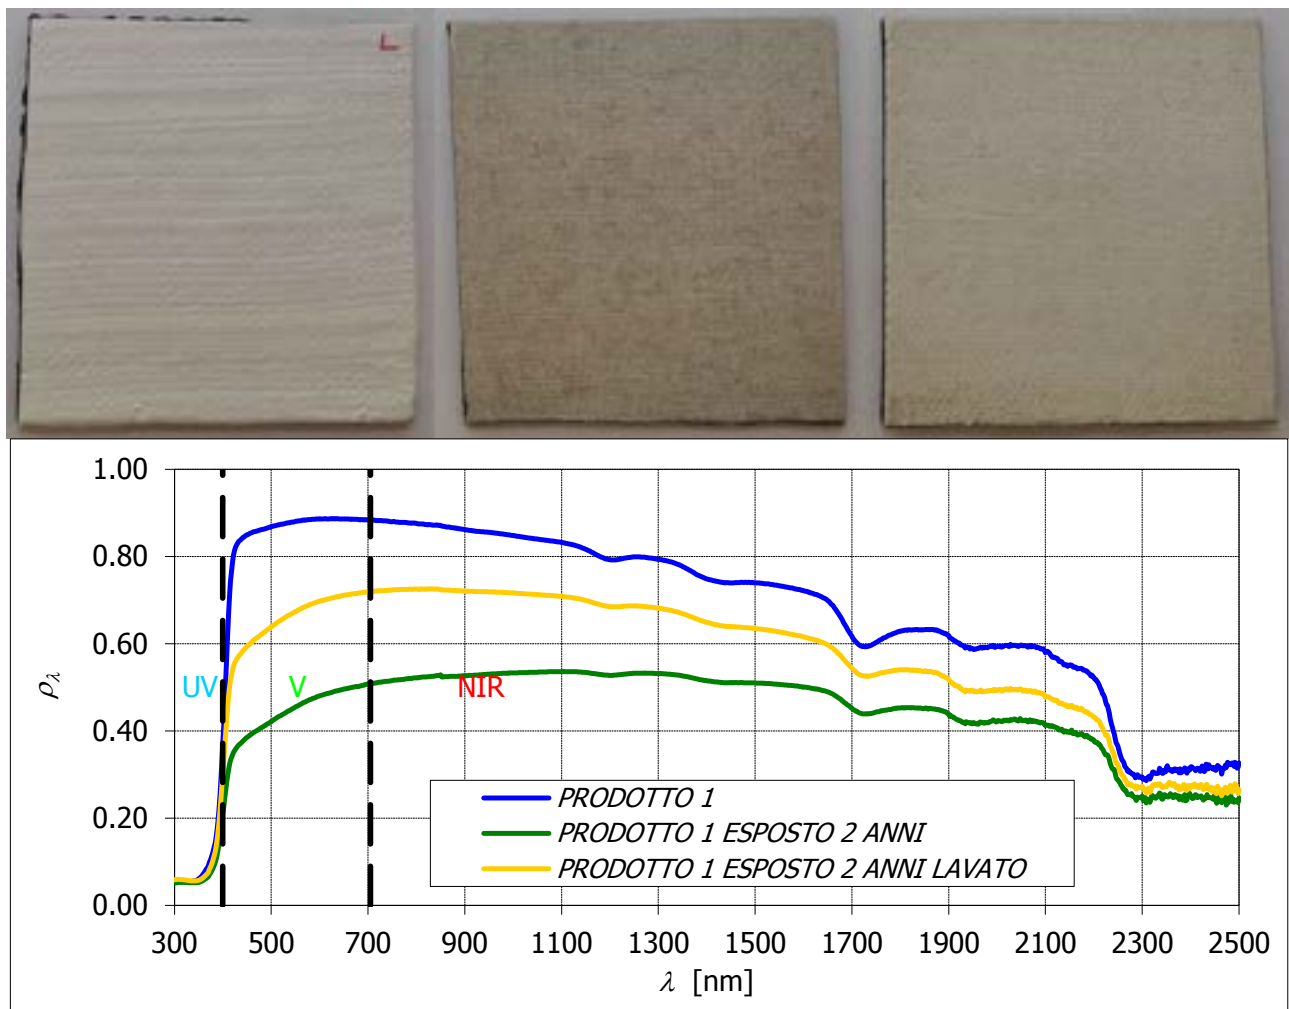 L
1.00
0.80
0.60
0.40
0.20
0.00
ρλ
UV
V
NIR
PRODOTTO 1
PRODOTTO 1 ESPOSTO 2 ANNI
PRODOTTO 1 ESPOSTO 2 ANNI LAVATO
300 500 700 900 1100 1300 1500 1700 1900 2100 2300 2500
λ [nm]